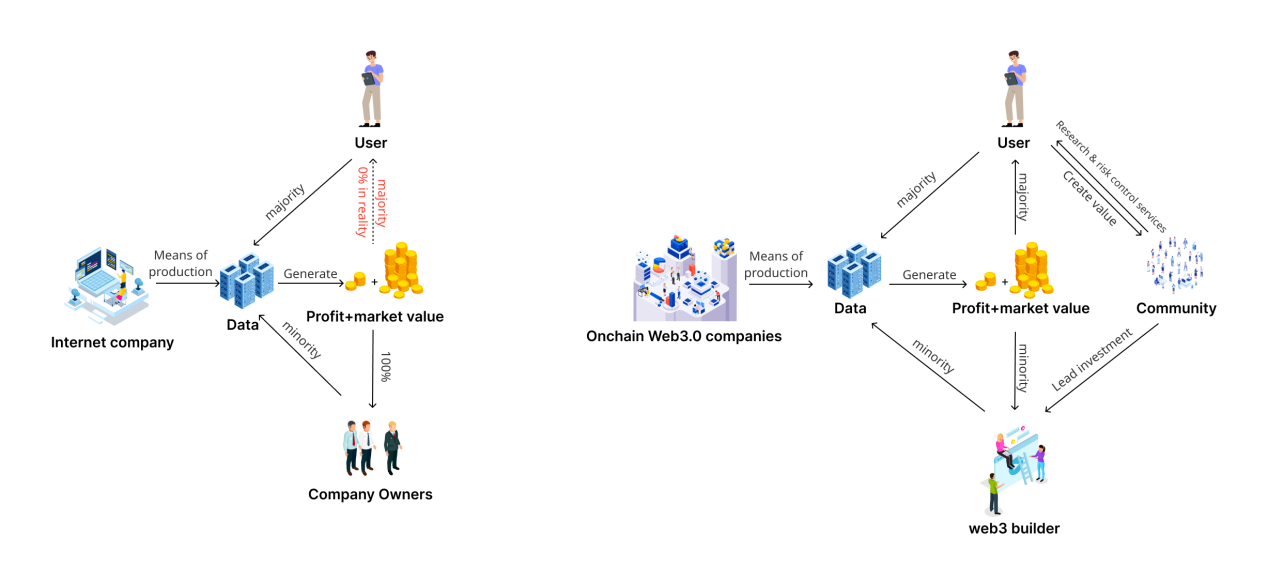 User
majority
majority
0% in reality
Means of
production
Generate
+
Data
Profit+market value
Internet company
minority
100%
Company Owners
User
Research & risk control services
Create value
majority
majority
Means of
production
Generate
+
Data
Profit+market value
Community
Onchain Web3.0 companies
minority
minority
Lead investment
web3 builder